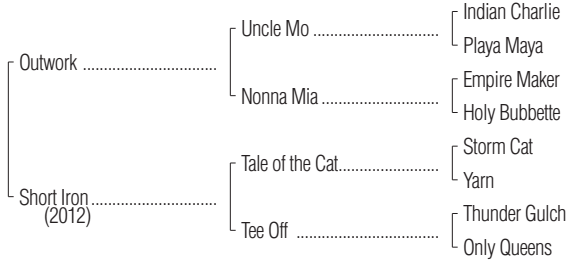 Indian Charlie
Uncle Mo ..............................
Playa Maya
Outwork ................................
Empire Maker
Nonna Mia ............................
Holy Bubbette
Storm Cat
Tale of the Cat........................
Yarn
Short Iron..............................
(2012)
Thunder Gulch
Tee Off ..................................
Only Queens